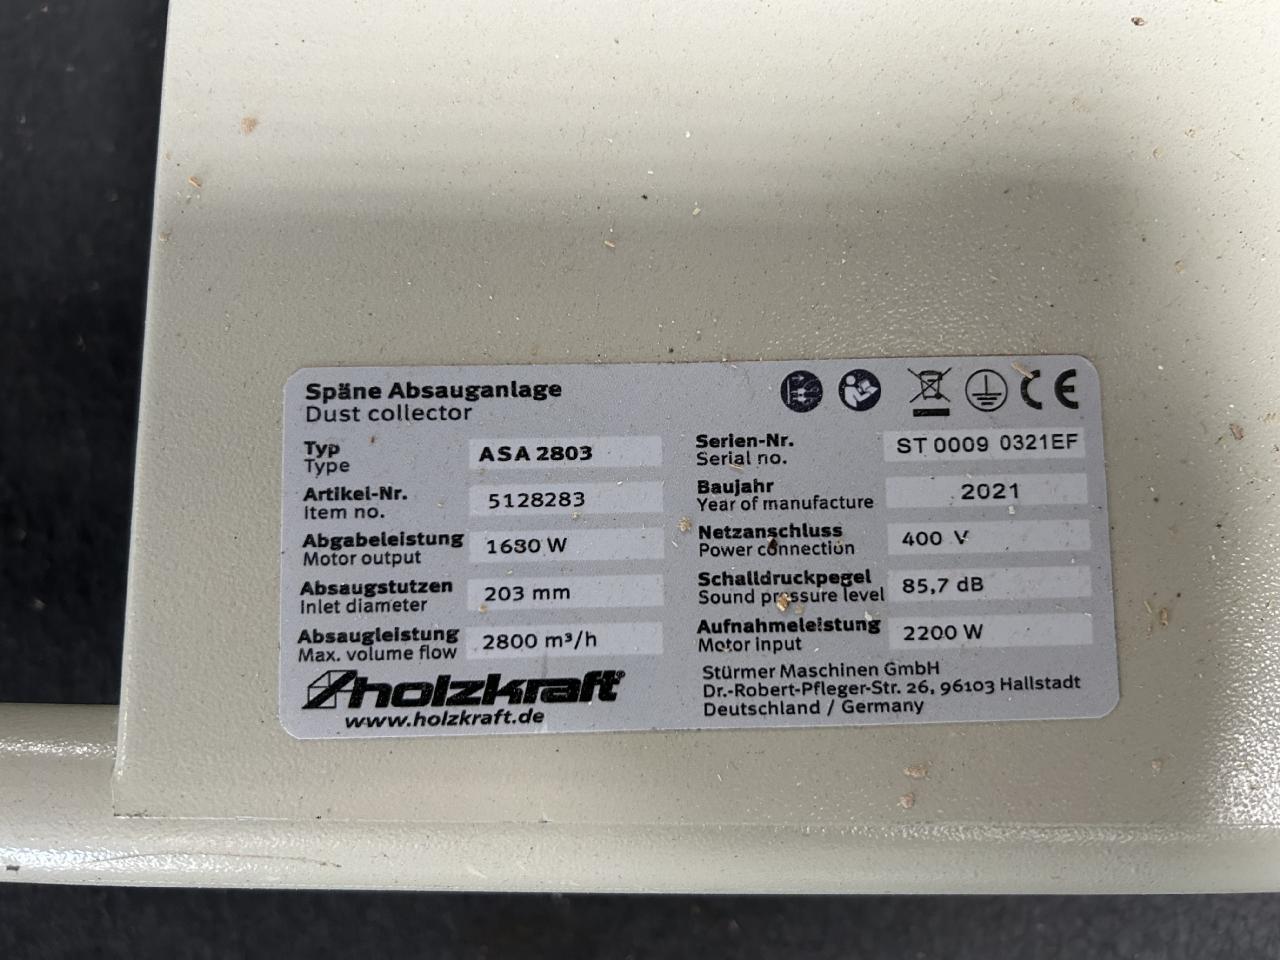 Späne Absauganlage
Dust collector
Typ
Type
ASA 2803
Artikel-Nr.
Item no.
5128283
Abgabeleistung
Motor output
1680 W
Absaugstutzen
Inlet diameter
203 mm
Absaugleistung
Max. volume flow
2800 m³/h
holzkraft®
www.holzkraft.de
CE
Serien-Nr.
Serial no.
ST 0009 0321EF
Baujahr
Year of manufacture
2021
Netzanschluss
Power connection
400 V
Schalldruckpegel
Sound pressure level
85,7 dB
Aufnahmeleistung
Motor input
2200 W
Stürmer Maschinen GmbH
Dr.-Robert-Pfleger-Str. 26, 96103 Hallstadt
Deutschland / Germany